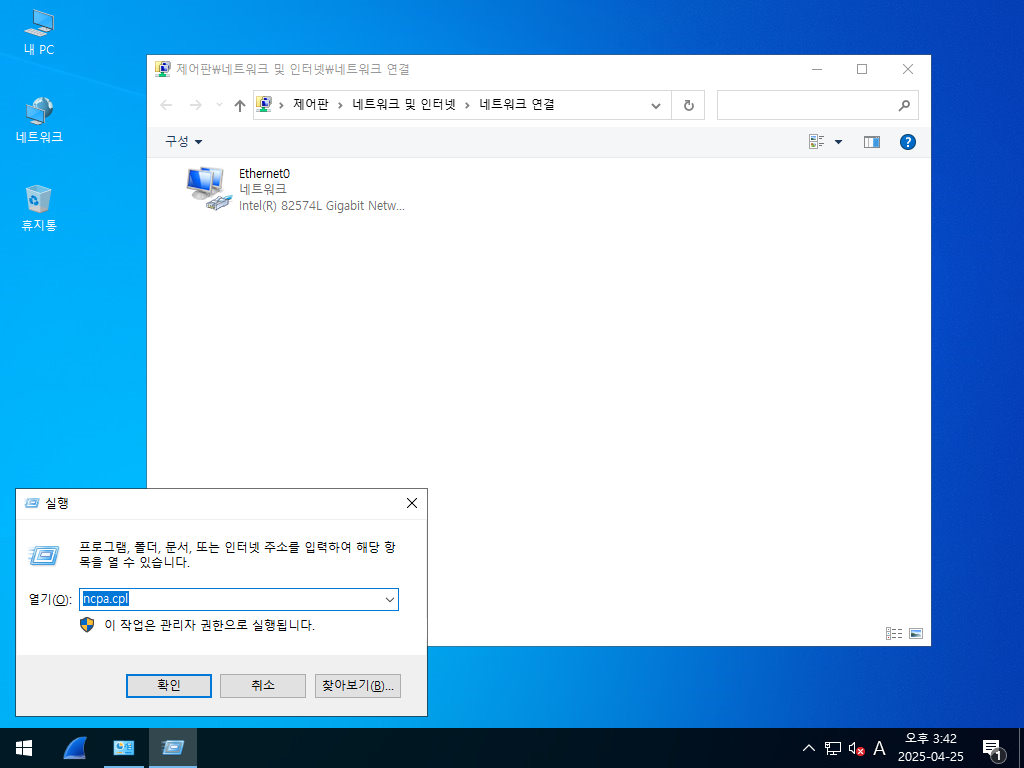 내 PC
네트워크
휴지통
제어판₩네트워크 및 인터넷₩네트워크 연결
제어판 › 네트워크 및 인터넷 › 네트워크 연결
구성
Ethernet0
네트워크
Intel(R) 82574L Gigabit Netw...
실행
프로그램, 폴더, 문서, 또는 인터넷 주소를 입력하여 해당 항
목을 열 수 있습니다.
열기(O): ncpa.cpl
이 작업은 관리자 권한으로 실행됩니다.
확인 취소 찾아보기(B)...
A
오후 3:42
2025-04-25
1